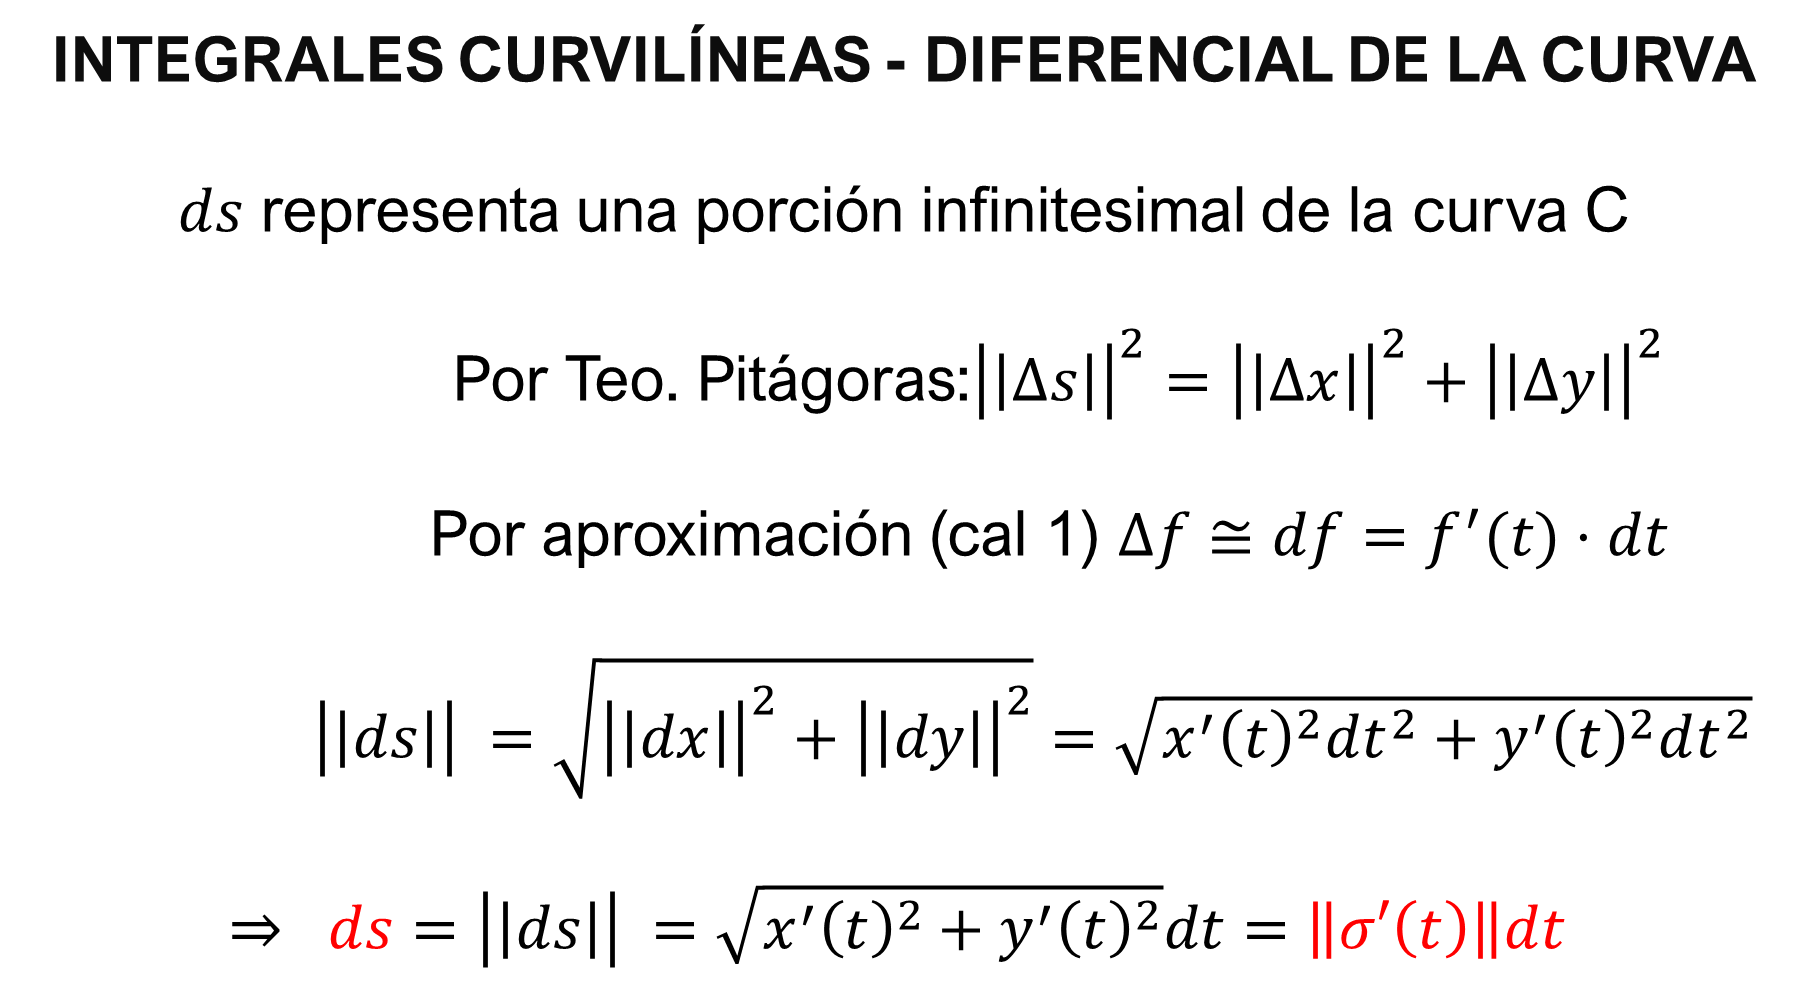 INTEGRALES CURVILÍNEAS - DIFERENCIAL DE LA CURVA
ds representa una porción infinitesimal de la curva C
Por Teo. Pitágoras:||Δs||² = ||Δx||² + ||Δy||²
Por aproximación (cal 1) Δf ≅ df = f′(t) · dt
||ds|| = √(||dx||² + ||dy||²) = √(x′(t)²dt² + y′(t)²dt²)
⇒ ds = ||ds|| = √(x′(t)² + y′(t)²)dt = ‖σ′(t)‖dt